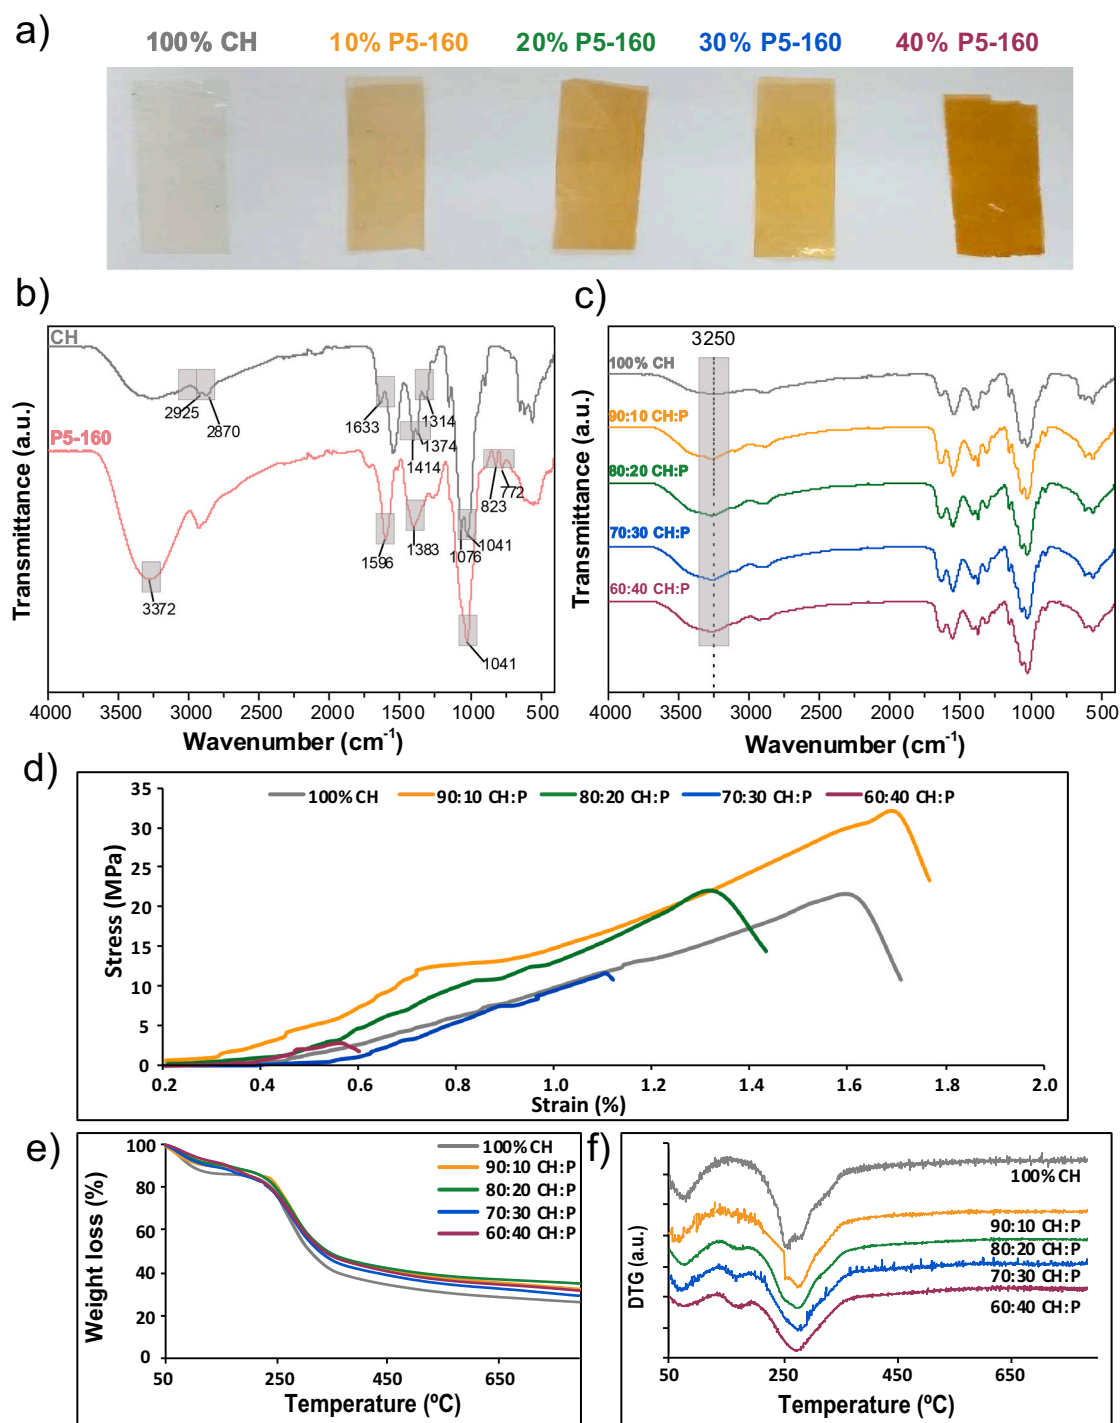 a)
100% CH 10% P5-160 20% P5-160 30% P5-160 40% P5-160
b)
CH
P5-160
2925
2870
1633
1314
1374
1414
823
772
1596
1383
1076
1041
3372
1041
Transmittance (a.u.)
4000 3500 3000 2500 2000 1500 1000 500
Wavenumber (cm⁻¹)
c)
3250
100% CH
90:10 CH:P
80:20 CH:P
70:30 CH:P
60:40 CH:P
Transmittance (a.u.)
4000 3500 3000 2500 2000 1500 1000 500
Wavenumber (cm⁻¹)
d)
100% CH 90:10 CH:P 80:20 CH:P 70:30 CH:P 60:40 CH:P
Stress (MPa)
35
30
25
20
15
10
5
0
0.2 0.4 0.6 0.8 1.0 1.2 1.4 1.6 1.8 2.0
Strain (%)
e)
100% CH
90:10 CH:P
80:20 CH:P
70:30 CH:P
60:40 CH:P
Weight loss (%)
100
80
60
40
20
0
50 250 450 650
Temperature (ºC)
f)
100% CH
90:10 CH:P
80:20 CH:P
70:30 CH:P
60:40 CH:P
DTG (a.u.)
50 250 450 650
Temperature (ºC)